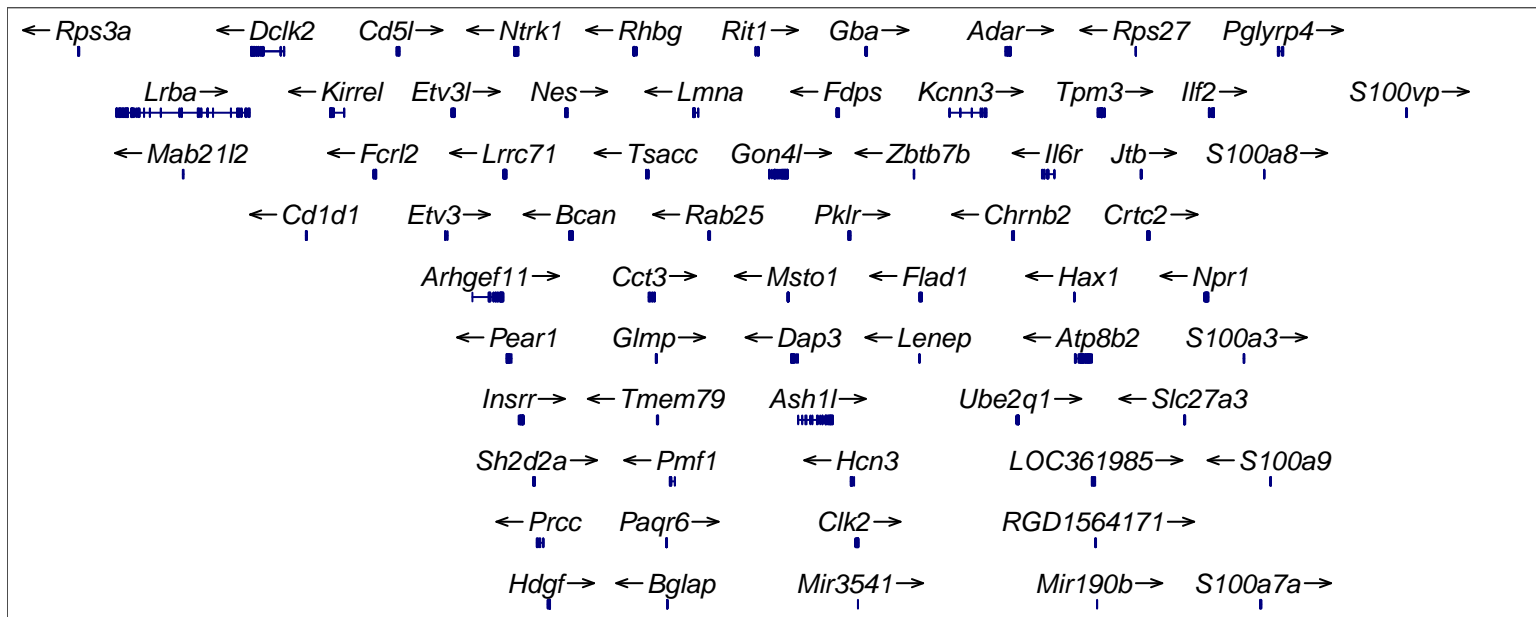 ←Rps3a ←Dclk2 Cd5l→ ←Ntrk1 ←Rhbg Rit1→ Gba→ Adar→ ←Rps27 Pglyrp4→
Lrba→ ←Kirrel Etv3l→ Nes→ ←Lmna ←Fdps Kcnn3→ Tpm3→ Ilf2→ S100vp→
←Mab21l2 ←Fcrl2 ←Lrrc71 ←Tsacc Gon4l→ ←Zbtb7b ←Il6r Jtb→ S100a8→
←Cd1d1 Etv3→ ←Bcan ←Rab25 Pklr→ ←Chrnb2 Crtc2→
Arhgef11→ Cct3→ ←Msto1 ←Flad1 ←Hax1 ←Npr1
←Pear1 Glmp→ ←Dap3 ←Lenep ←Atp8b2 S100a3→
Insrr→ ←Tmem79 Ash1l→ Ube2q1→ ←Slc27a3
Sh2d2a→ ←Pmf1 ←Hcn3 LOC361985→ ←S100a9
←Prcc Paqr6→ Clk2→ RGD1564171→
Hdgf→ ←Bglap Mir3541→ Mir190b→ S100a7a→